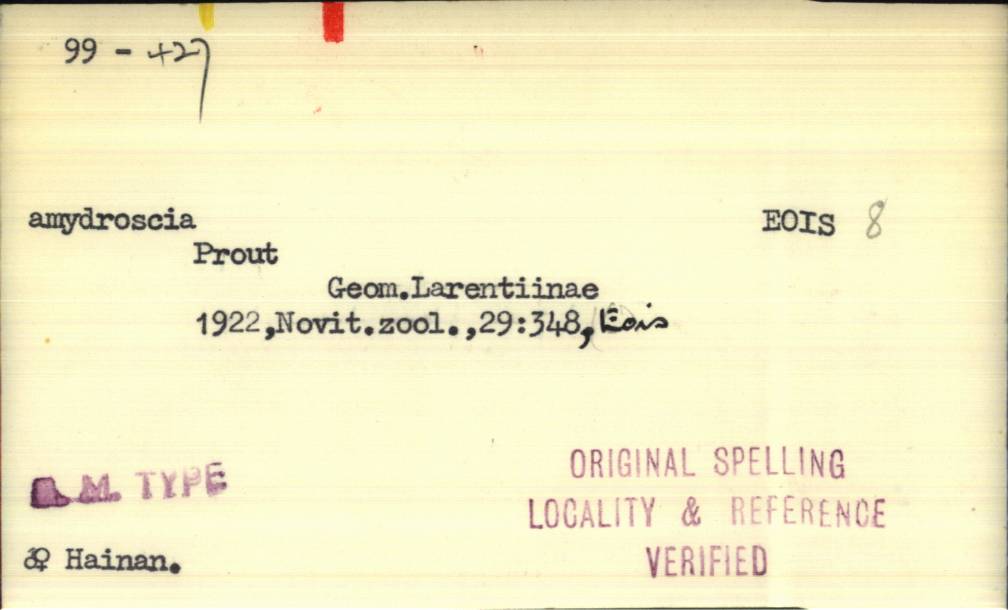 99 - +27
amydroscia EOIS 8
Prout
Geom.Larentiinae
1922,Novit.zool.,29:348, Eois
B.M. TYPE
ORIGINAL SPELLING
LOCALITY & REFERENCE
VERIFIED
♂♀ Hainan.